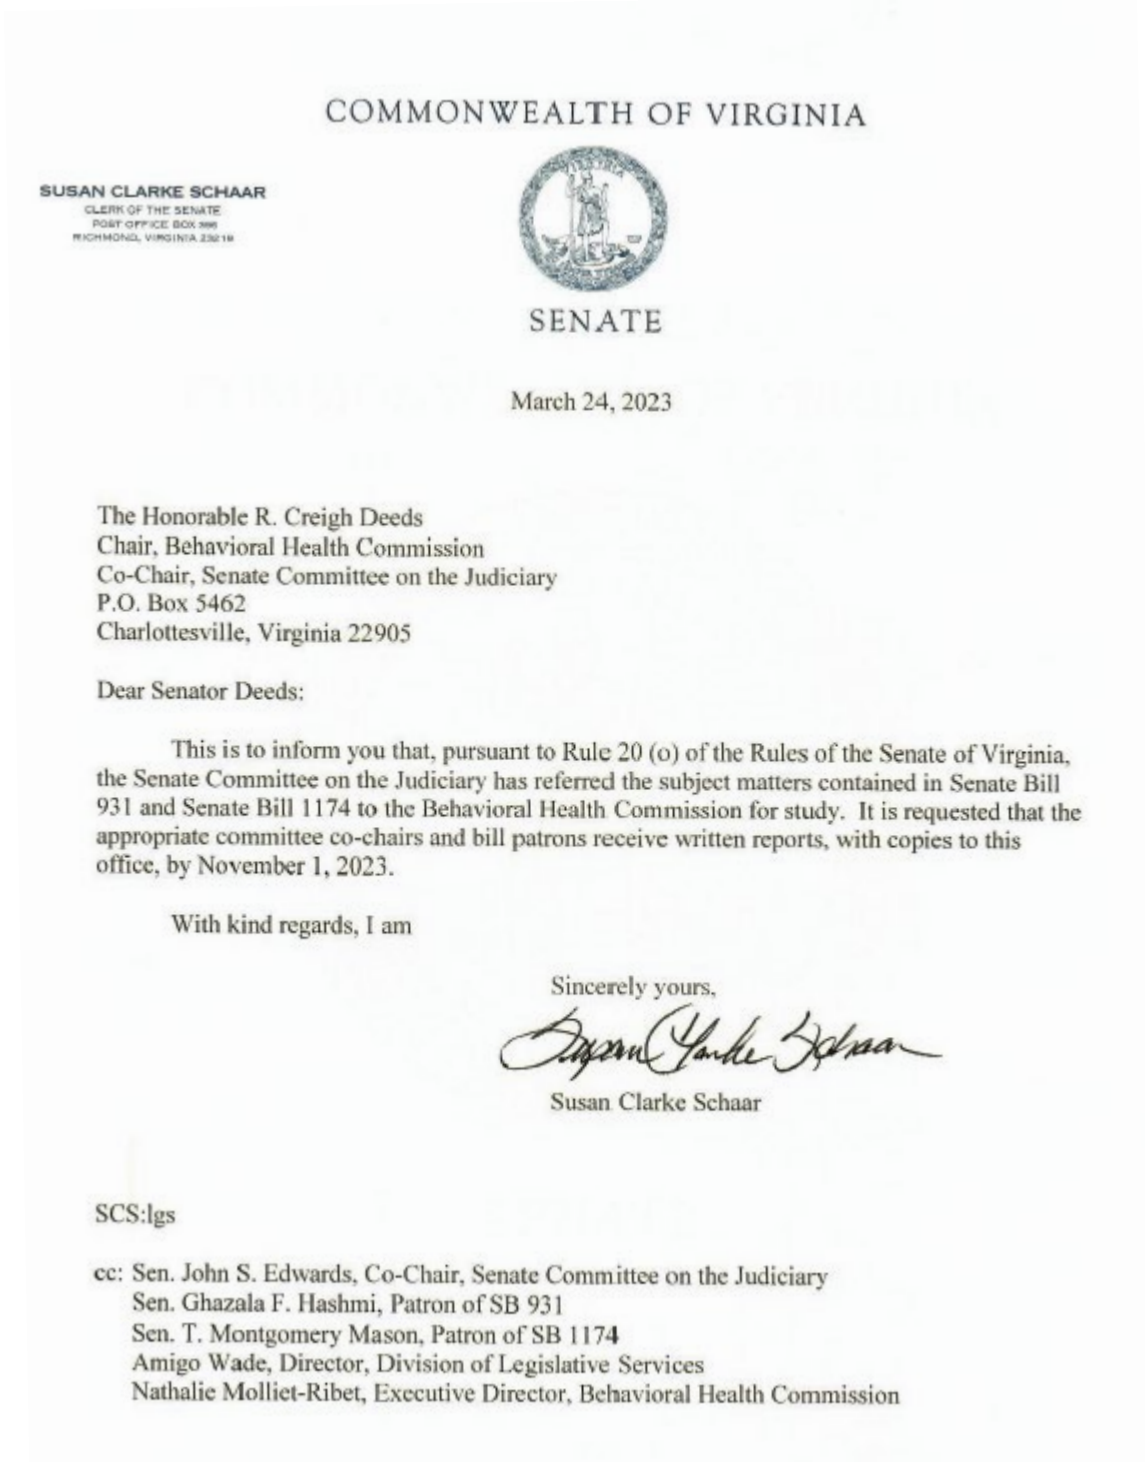 COMMONWEALTH OF VIRGINIA
SUSAN CLARKE SCHAAR
CLERK OF THE SENATE
POST OFFICE BOX
RICHMOND, VIRGINIA 23218
VIRGINIA
SENATE
March 24, 2023
The Honorable R. Creigh Deeds
Chair, Behavioral Health Commission
Co-Chair, Senate Committee on the Judiciary
P.O. Box 5462
Charlottesville, Virginia 22905
Dear Senator Deeds:
This is to inform you that, pursuant to Rule 20 (o) of the Rules of the Senate of Virginia,
the Senate Committee on the Judiciary has referred the subject matters contained in Senate Bill
931 and Senate Bill 1174 to the Behavioral Health Commission for study. It is requested that the
appropriate committee co-chairs and bill patrons receive written reports, with copies to this
office, by November 1, 2023.
With kind regards, I am
Sincerely yours,
Susan Clarke Schaar
Susan Clarke Schaar
SCS:lgs
cc: Sen. John S. Edwards, Co-Chair, Senate Committee on the Judiciary
Sen. Ghazala F. Hashmi, Patron of SB 931
Sen. T. Montgomery Mason, Patron of SB 1174
Amigo Wade, Director, Division of Legislative Services
Nathalie Molliet-Ribet, Executive Director, Behavioral Health Commission